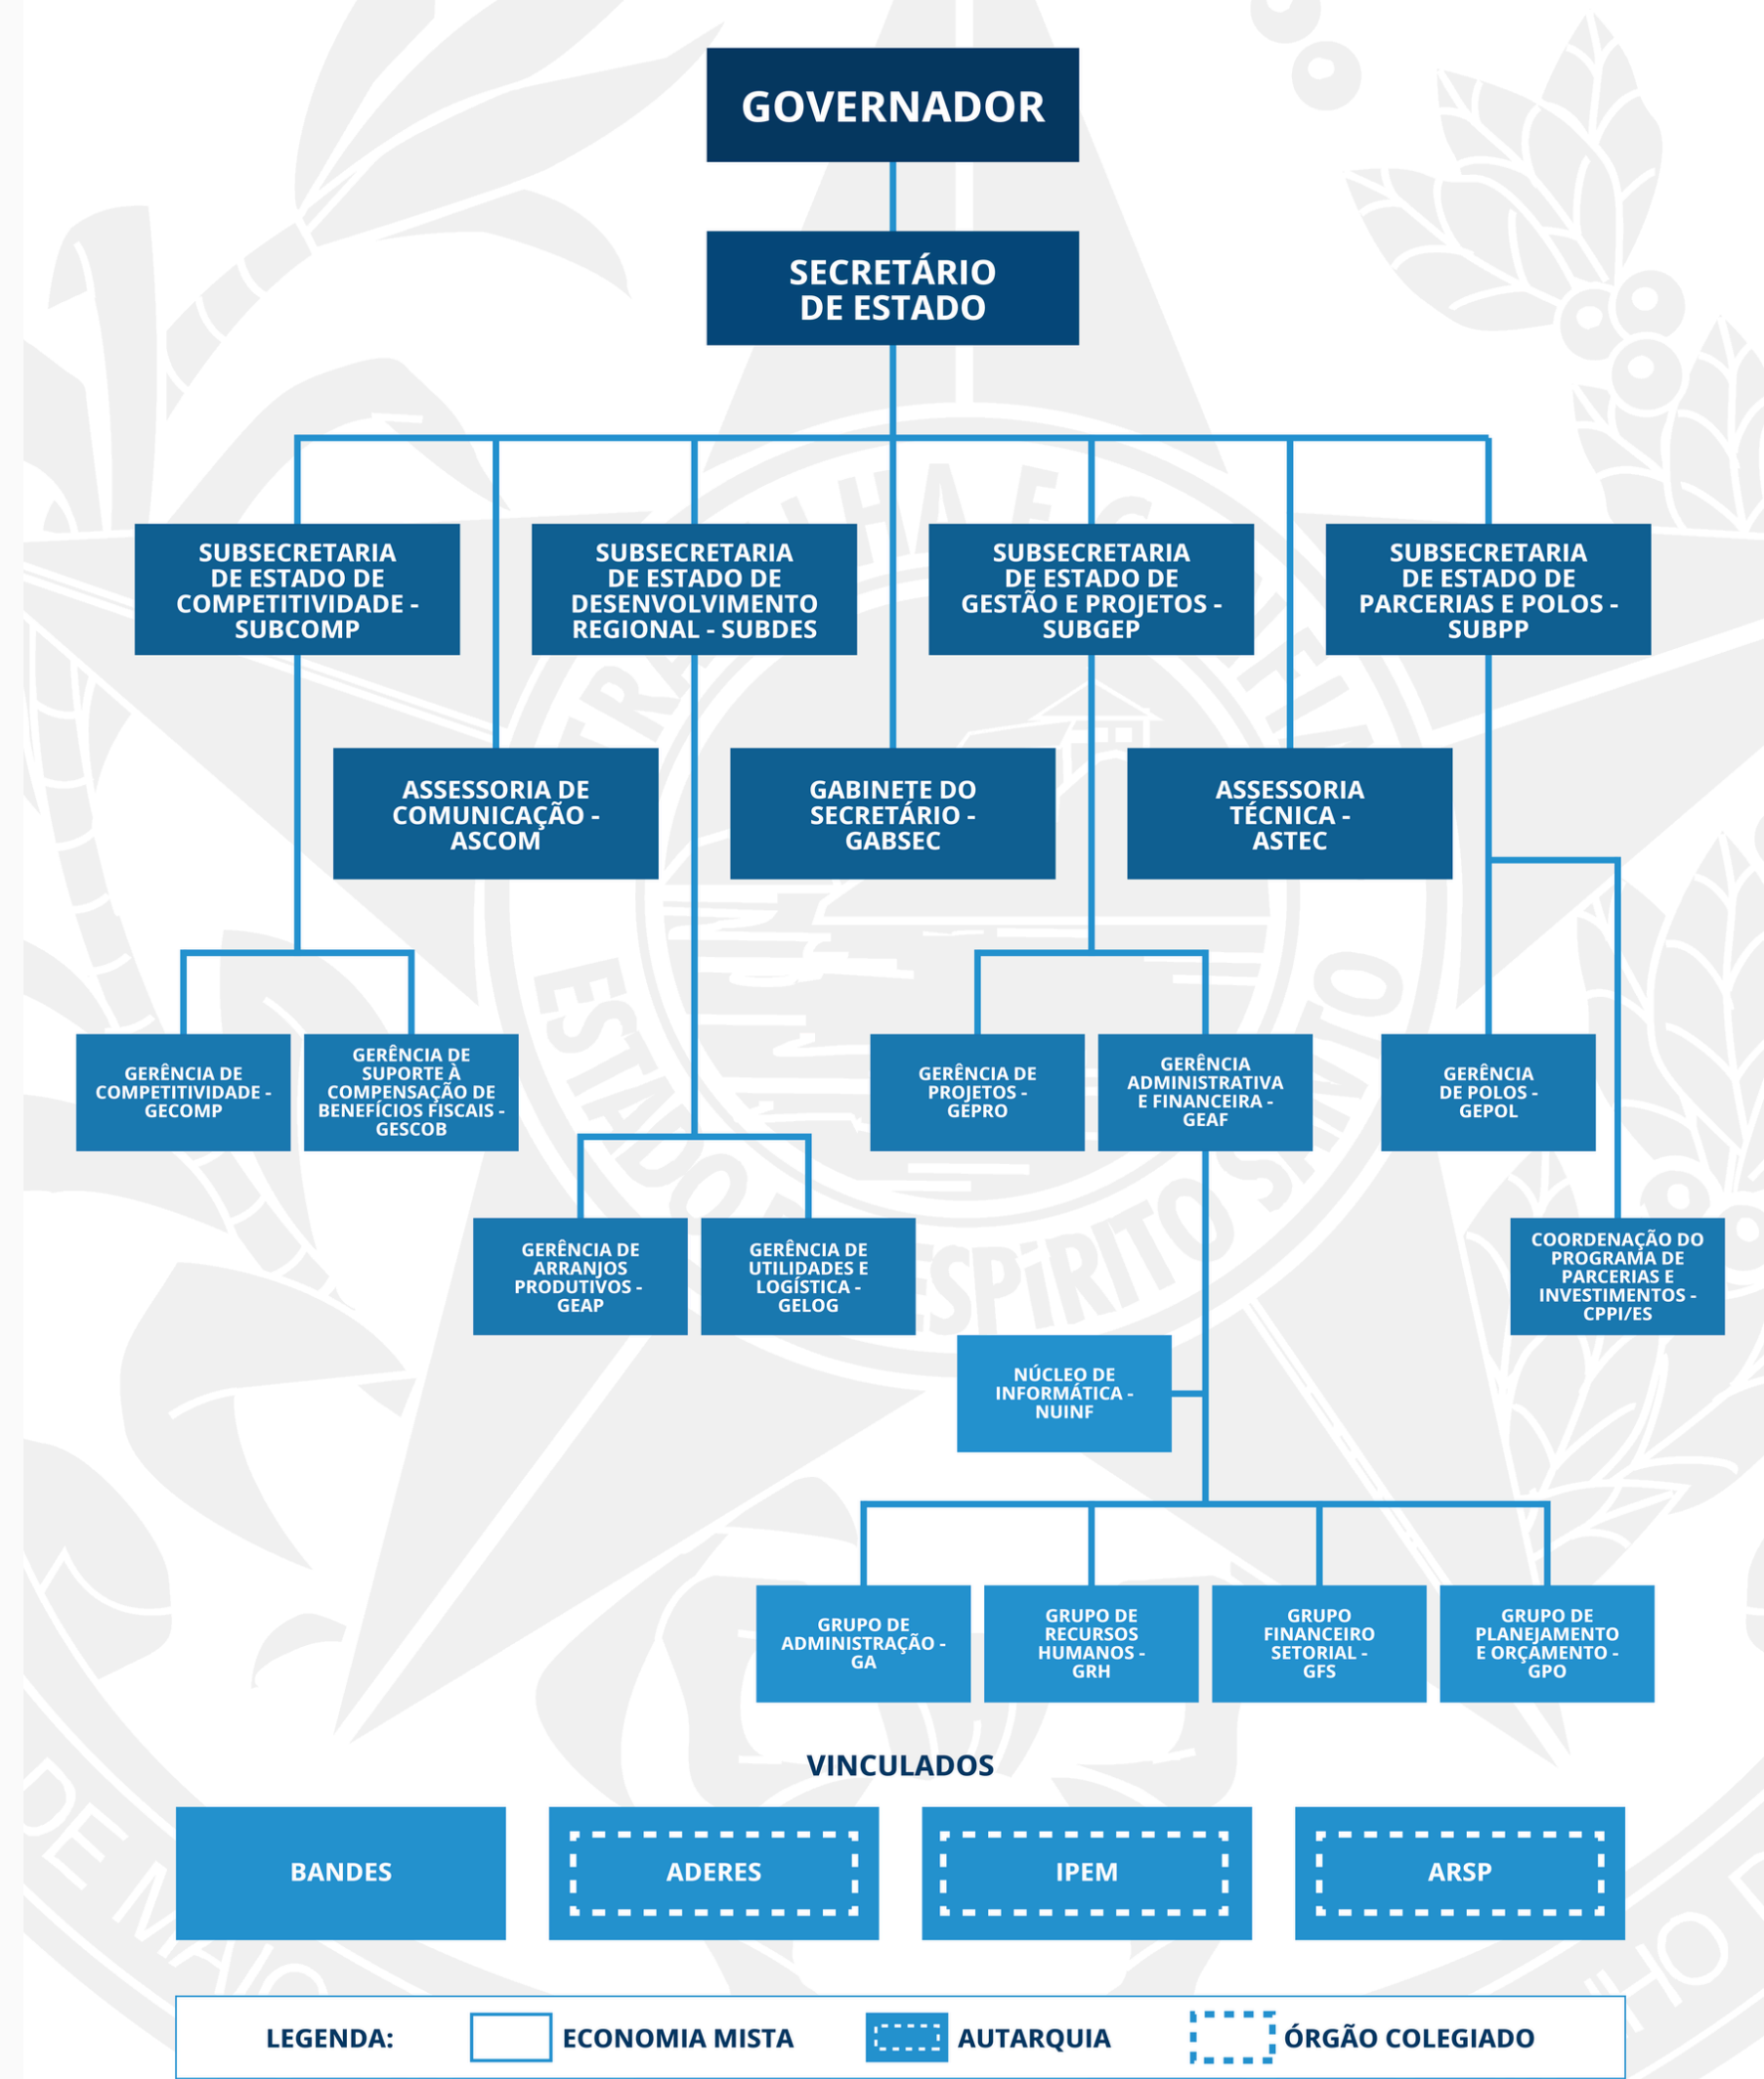 GOVERNADOR
SECRETÁRIO
DE ESTADO
SUBSECRETARIA
DE ESTADO DE
COMPETITIVIDADE -
SUBCOMP
SUBSECRETARIA
DE ESTADO DE
DESENVOLVIMENTO
REGIONAL - SUBDES
SUBSECRETARIA
DE ESTADO DE
GESTÃO E PROJETOS -
SUBGEP
SUBSECRETARIA
DE ESTADO DE
PARCERIAS E POLOS -
SUBPP
ASSESSORIA DE
COMUNICAÇÃO -
ASCOM
GABINETE DO
SECRETÁRIO -
GABSEC
ASSESSORIA
TÉCNICA -
ASTEC
GERÊNCIA DE
COMPETITIVIDADE -
GECOMP
GERÊNCIA DE
SUPORTE À
COMPENSAÇÃO DE
BENEFÍCIOS FISCAIS -
GESCOB
GERÊNCIA DE
PROJETOS -
GEPRO
GERÊNCIA
ADMINISTRATIVA
E FINANCEIRA -
GEAF
GERÊNCIA
DE POLOS -
GEPOL
GERÊNCIA DE
ARRANJOS
PRODUTIVOS -
GEAP
GERÊNCIA DE
UTILIDADES E
LOGÍSTICA -
GELOG
COORDENAÇÃO DO
PROGRAMA DE
PARCERIAS E
INVESTIMENTOS -
CPPI/ES
NÚCLEO DE
INFORMÁTICA -
NUINF
GRUPO DE
ADMINISTRAÇÃO -
GA
GRUPO DE
RECURSOS
HUMANOS -
GRH
GRUPO
FINANCEIRO
SETORIAL -
GFS
GRUPO DE
PLANEJAMENTO
E ORÇAMENTO -
GPO
VINCULADOS
BANDES
ADERES
IPEM
ARSP
LEGENDA:
ECONOMIA MISTA
AUTARQUIA
ÓRGÃO COLEGIADO
ESTADO
ESPÍRITO SANTO
DE MAIO